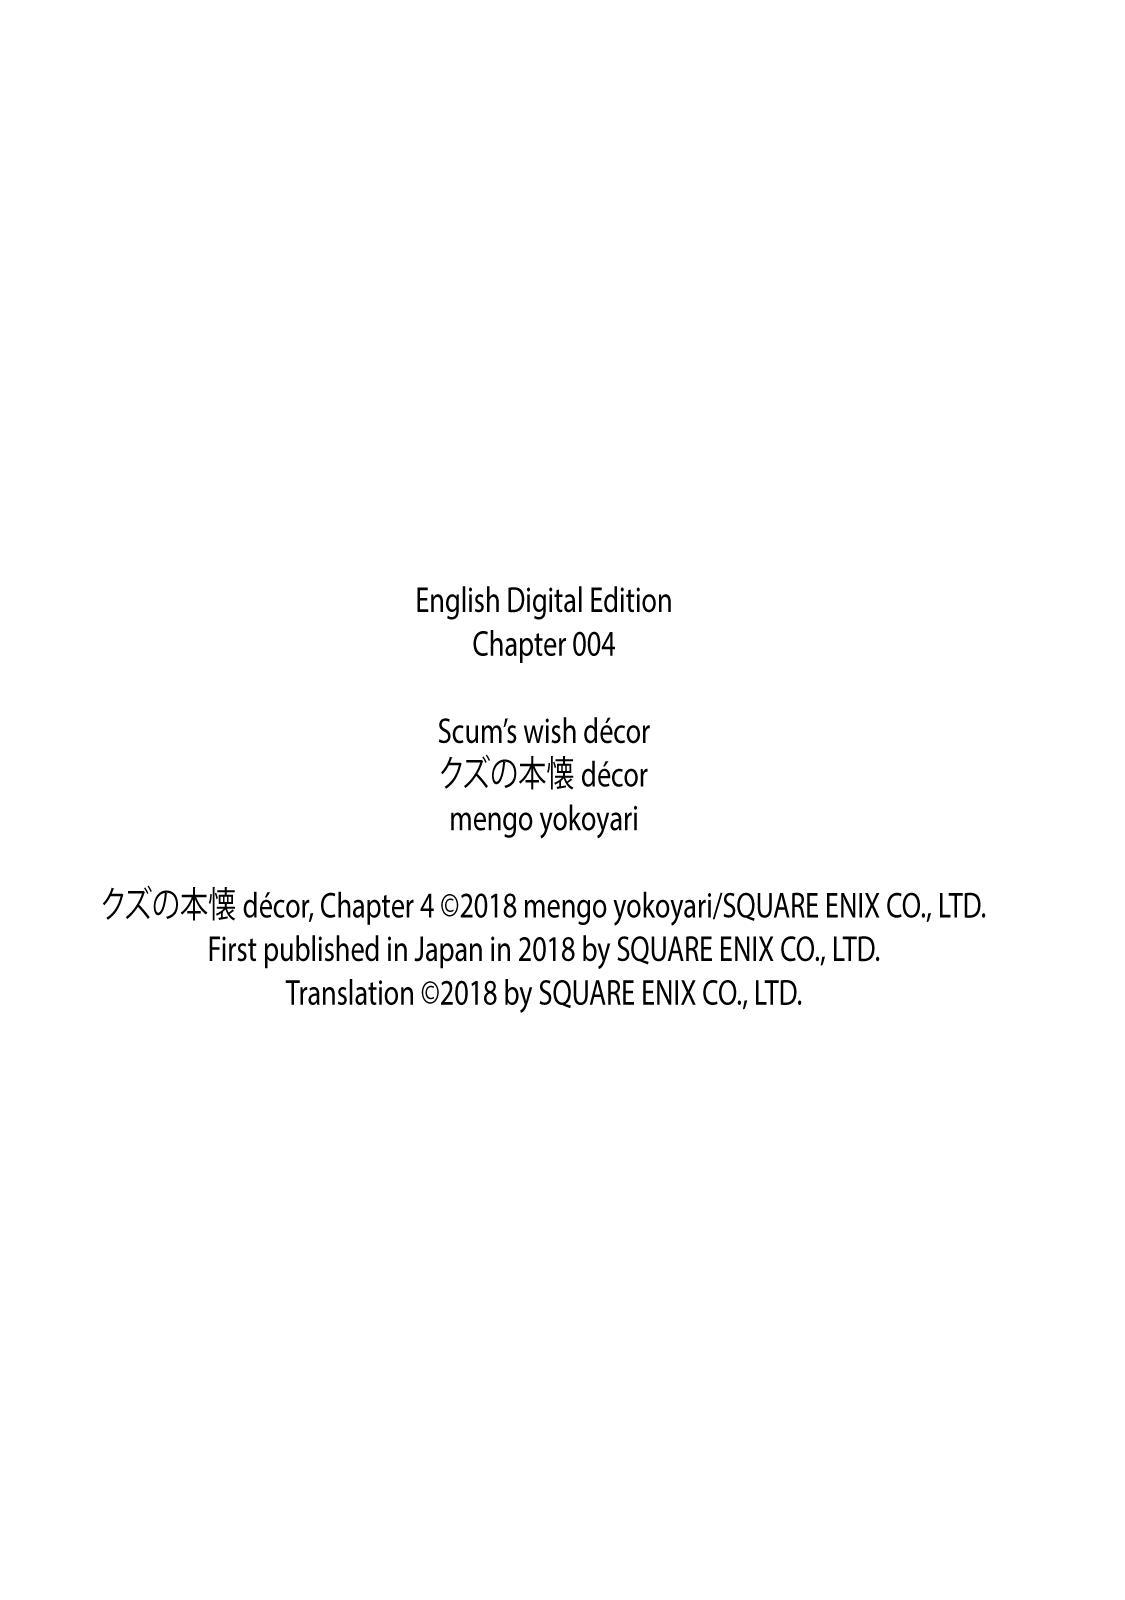 English Digital Edition
Chapter 004
Scum’s wish décor
クズの本懐 décor
mengo yokoyari
クズの本懐 décor, Chapter 4 ©2018 mengo yokoyari/SQUARE ENIX CO., LTD.
First published in Japan in 2018 by SQUARE ENIX CO., LTD.
Translation ©2018 by SQUARE ENIX CO., LTD.